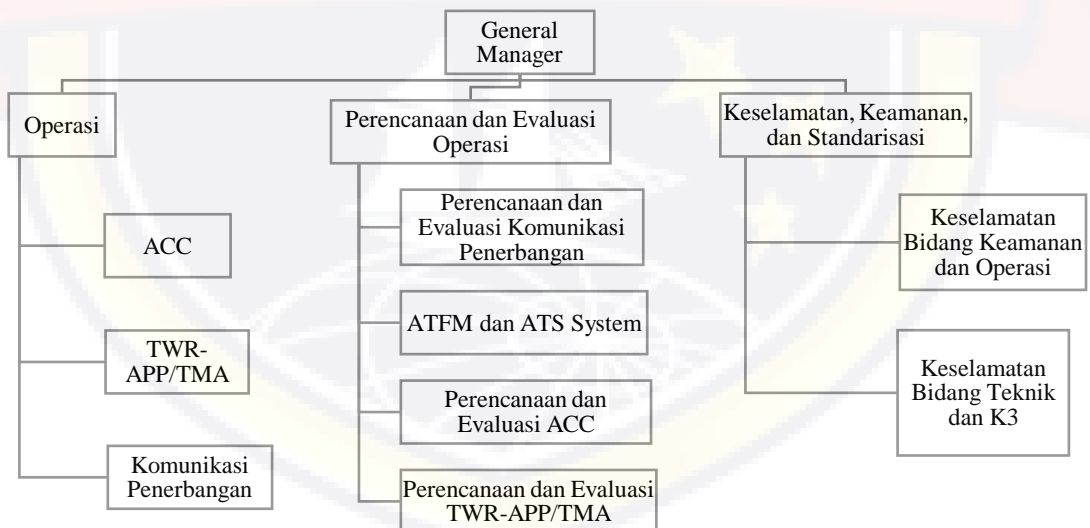 General
Manager
Operasi
Perencanaan dan Evaluasi
Operasi
Keselamatan, Keamanan,
dan Standarisasi
ACC
TWR-
APP/TMA
Komunikasi
Penerbangan
Perencanaan dan
Evaluasi Komunikasi
Penerbangan
ATFM dan ATS System
Perencanaan dan
Evaluasi ACC
Perencanaan dan Evaluasi
TWR-APP/TMA
Keselamatan
Bidang Keamanan
dan Operasi
Keselamatan
Bidang Teknik
dan K3